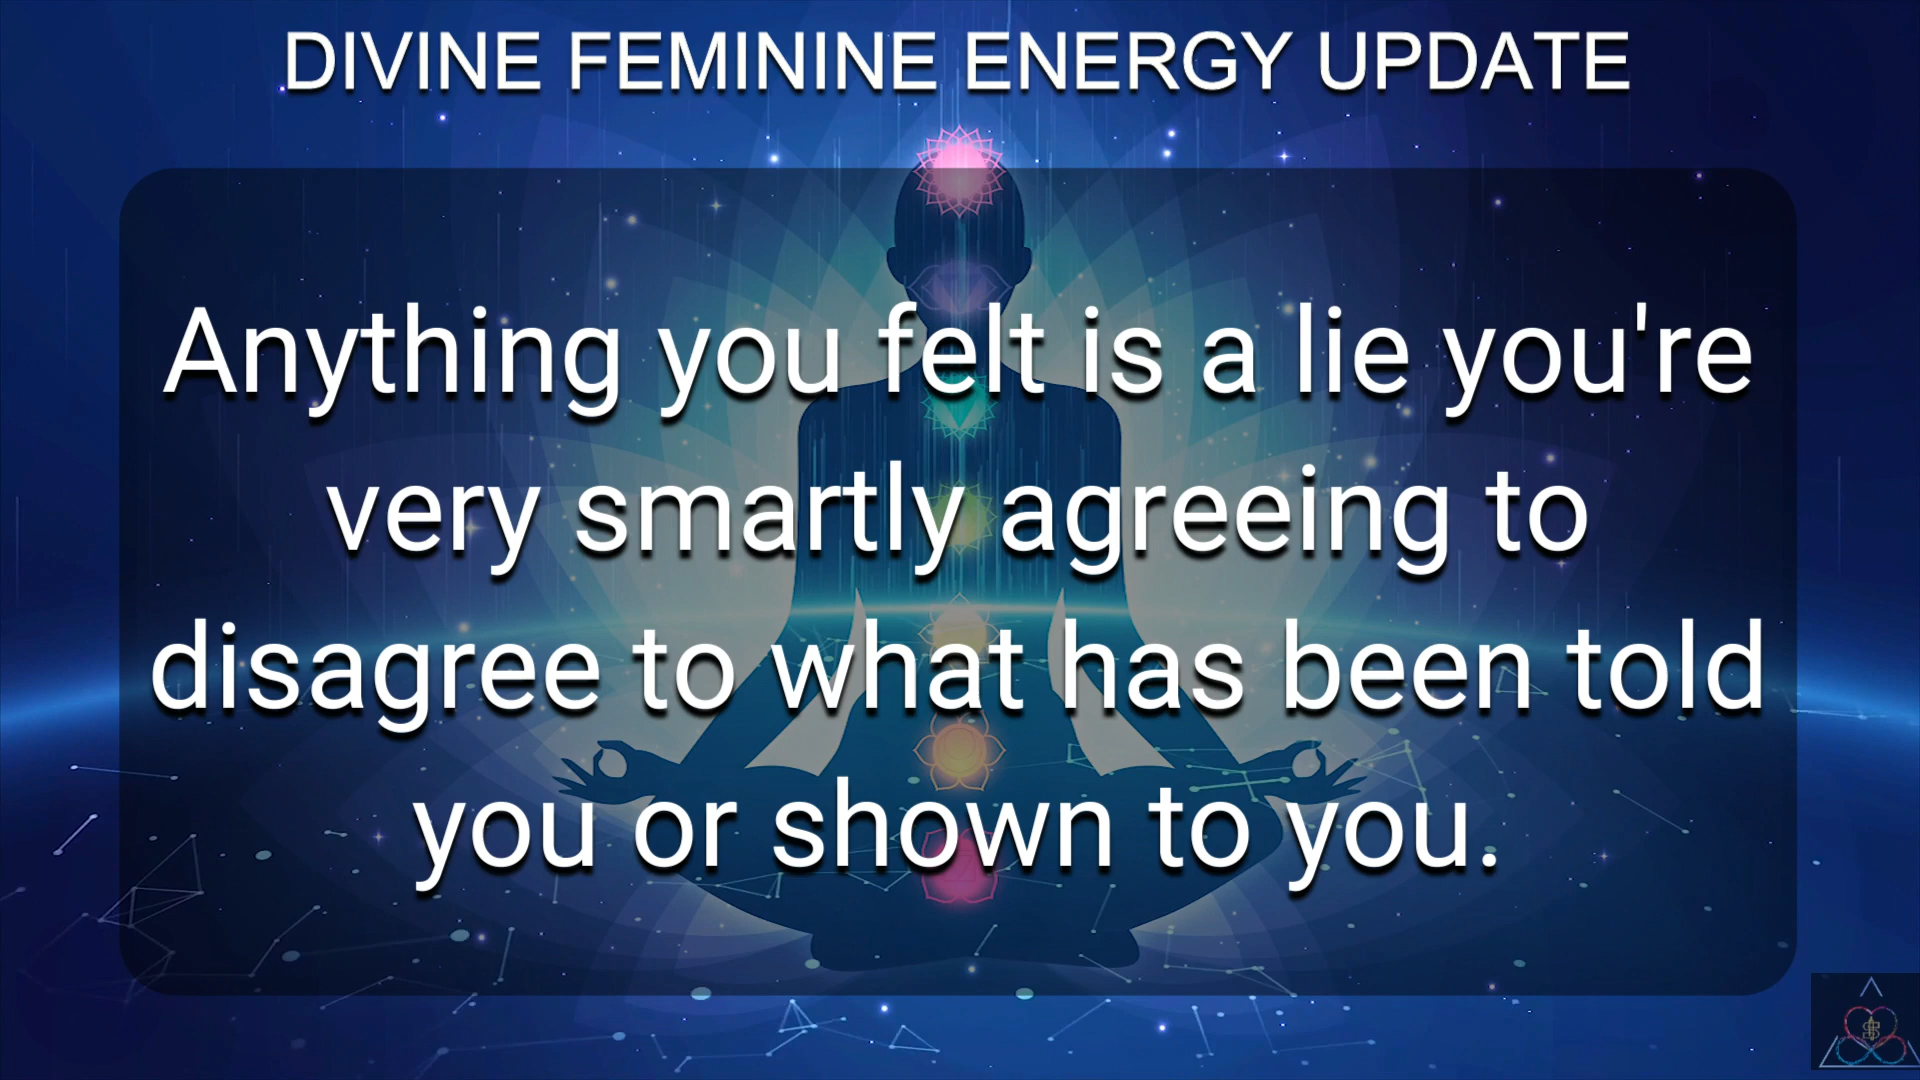 DIVINE FEMININE ENERGY UPDATE
Anything you felt is a lie you're
very smartly agreeing to
disagree to what has been told
you or shown to you.